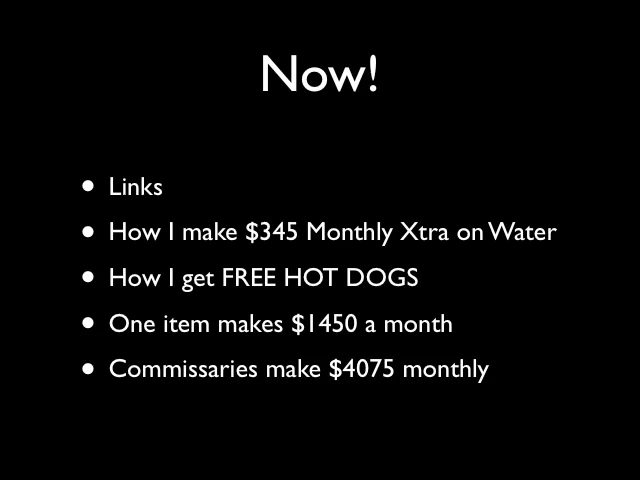 Now!
• Links
• How I make $345 Monthly Xtra on Water
• How I get FREE HOT DOGS
• One item makes $1450 a month
• Commissaries make $4075 monthly